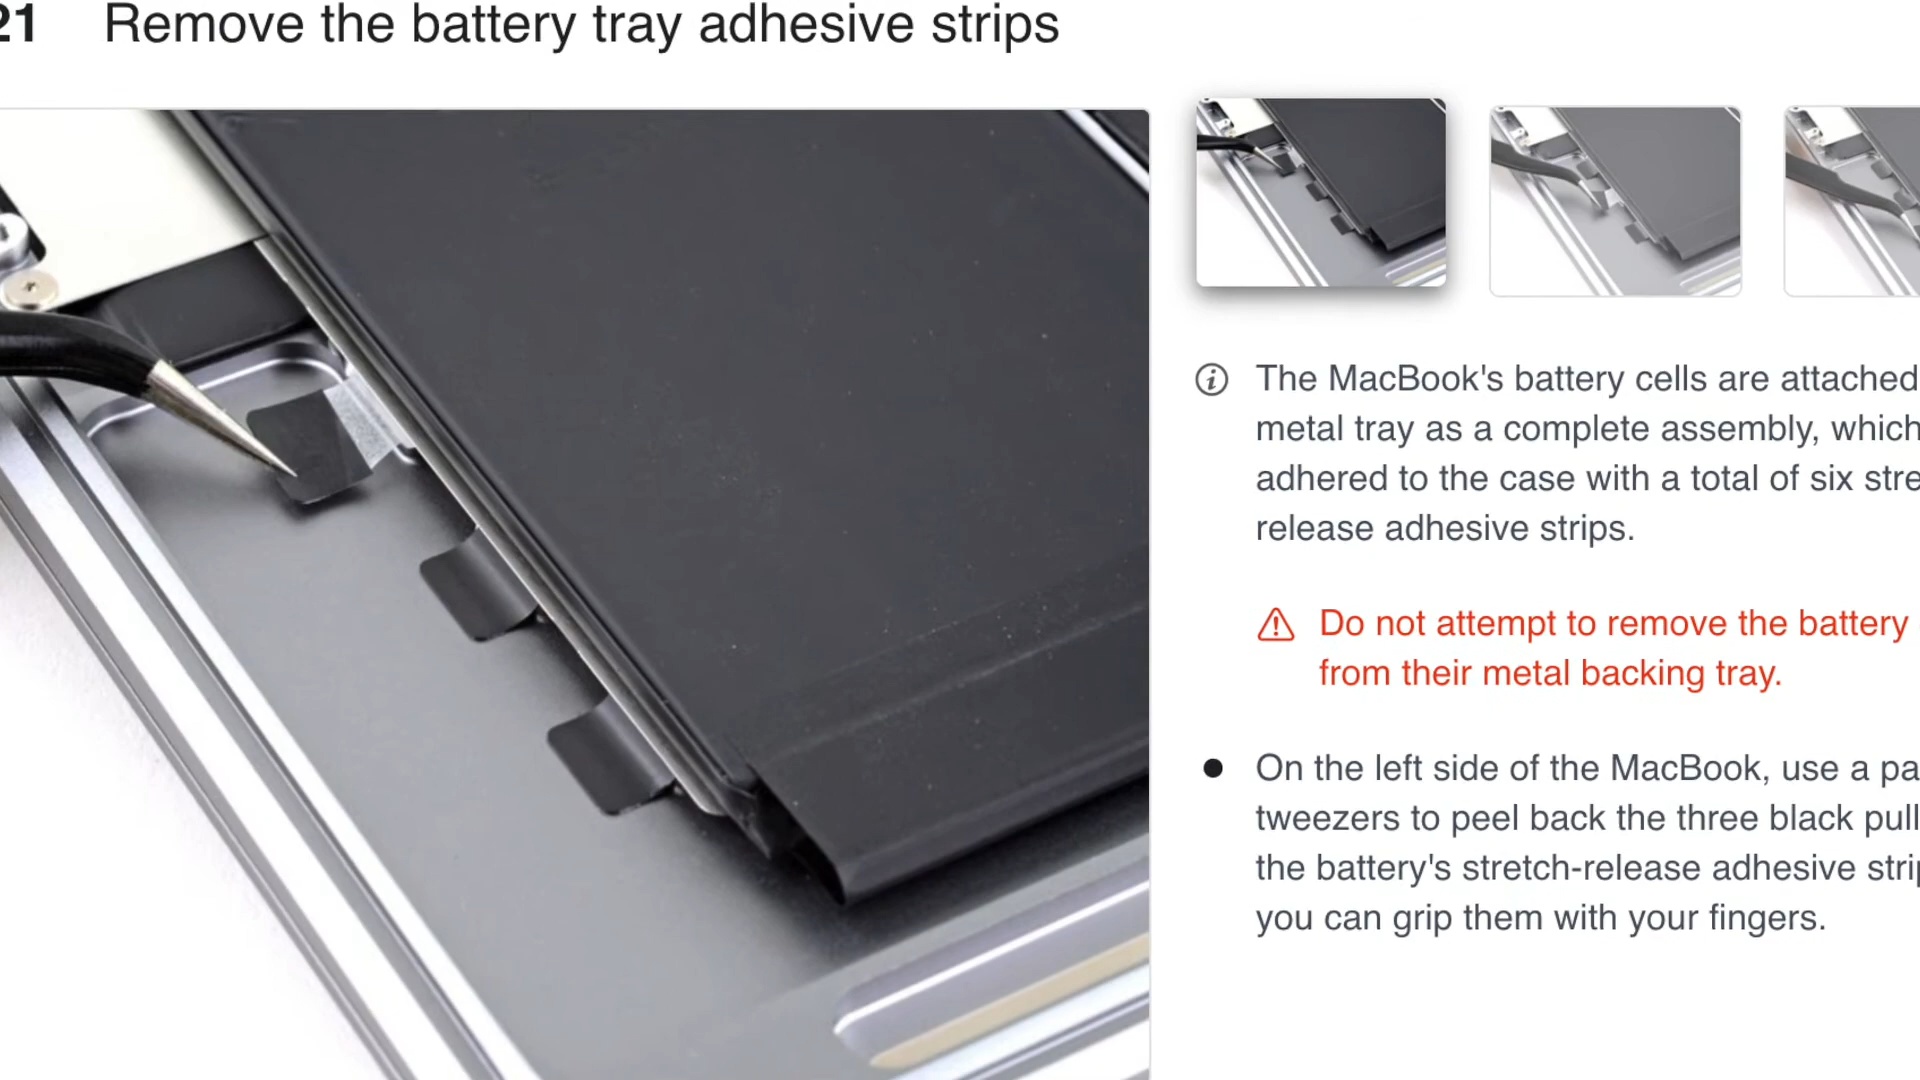 21 Remove the battery tray adhesive strips
The MacBook's battery cells are attached
metal tray as a complete assembly, which
adhered to the case with a total of six stre
release adhesive strips.
Do not attempt to remove the battery
from their metal backing tray.
On the left side of the MacBook, use a pa
tweezers to peel back the three black pull
the battery's stretch-release adhesive strip
you can grip them with your fingers.